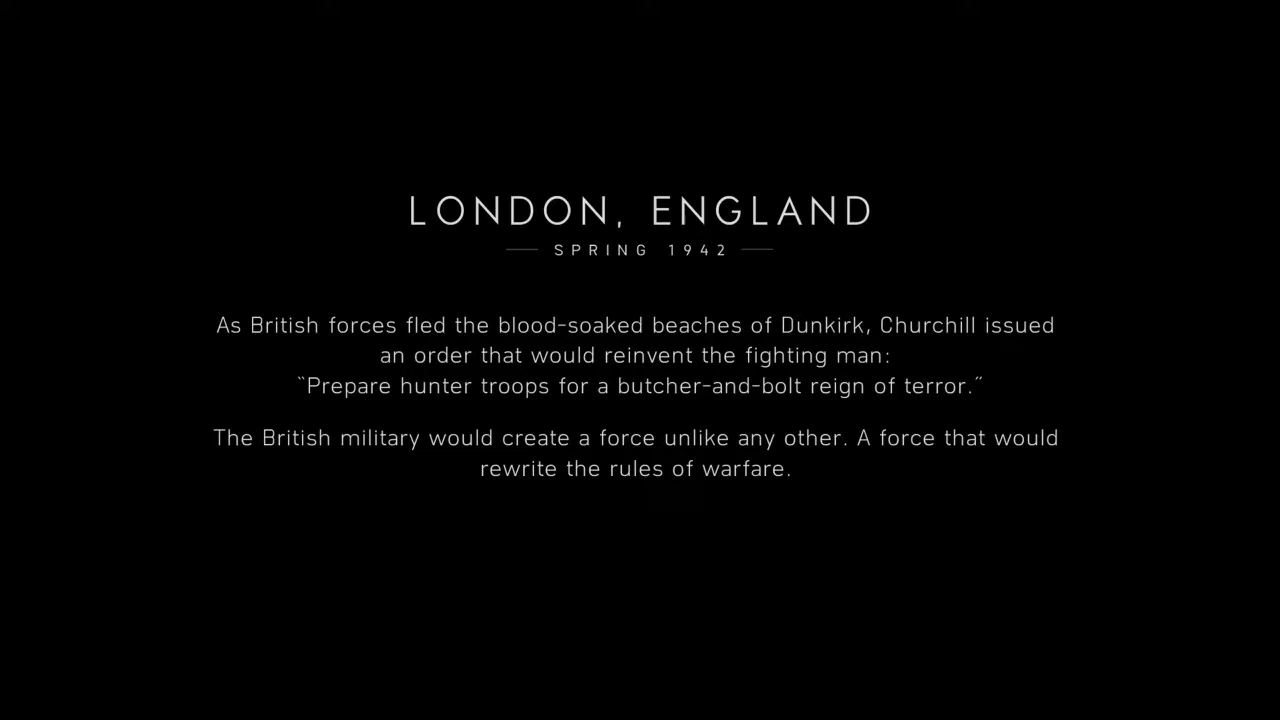 LONDON, ENGLAND
SPRING 1942
As British forces fled the blood-soaked beaches of Dunkirk, Churchill issued
an order that would reinvent the fighting man:
“Prepare hunter troops for a butcher-and-bolt reign of terror.”
The British military would create a force unlike any other. A force that would
rewrite the rules of warfare.